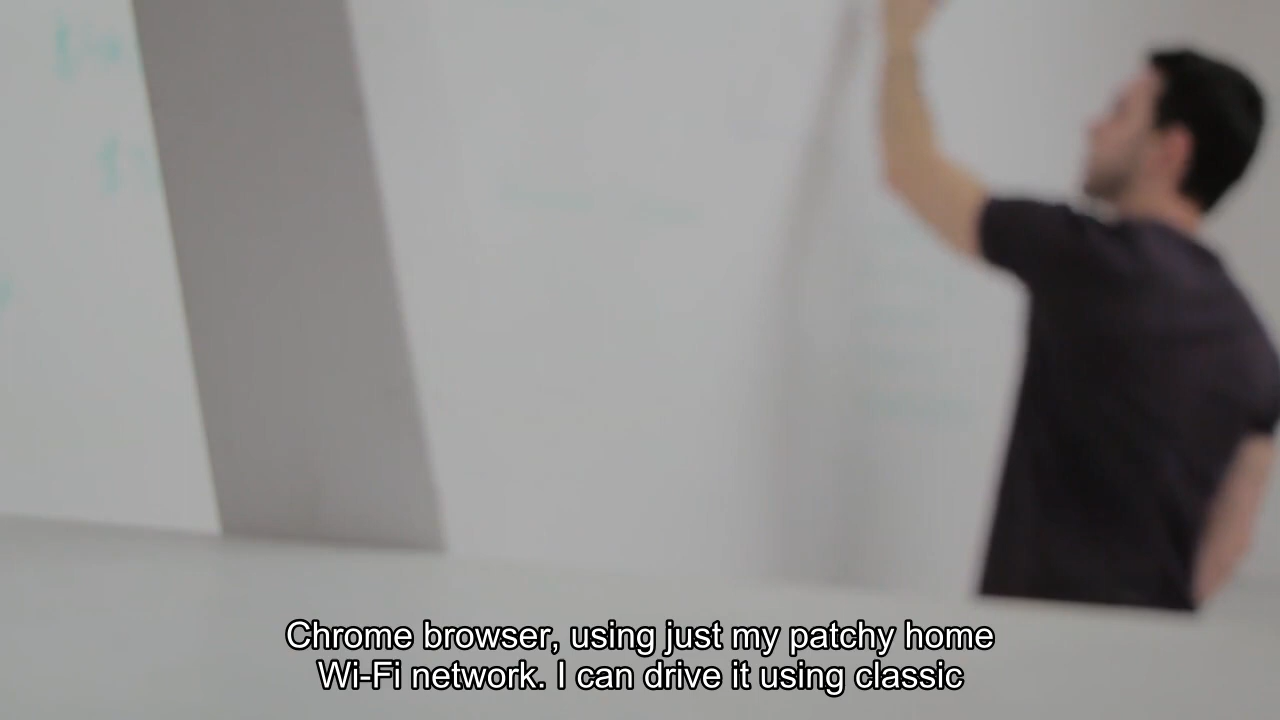 Chrome browser, using just my patchy home
Wi-Fi network. I can drive it using classic